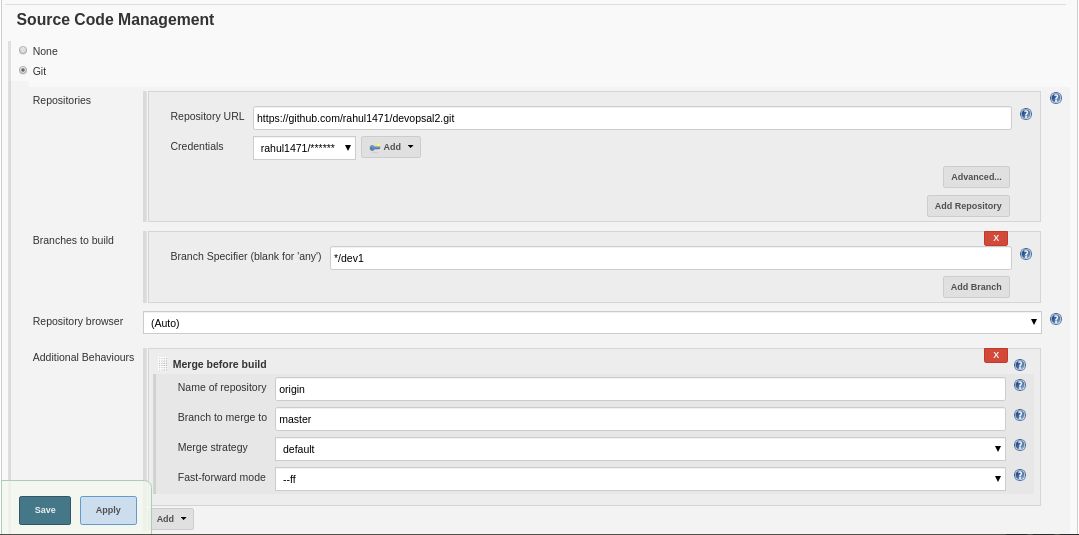 Source Code Management
None
Git
Repositories
Repository URL https://github.com/rahul1471/devopsal2.git
Credentials rahul1471/****** Add
Advanced...
Add Repository
Branches to build X
Branch Specifier (blank for 'any') */dev1
Add Branch
Repository browser (Auto)
Additional Behaviours X
Merge before build
Name of repository origin
Branch to merge to master
Merge strategy default
Fast-forward mode --ff
Save Apply
Add